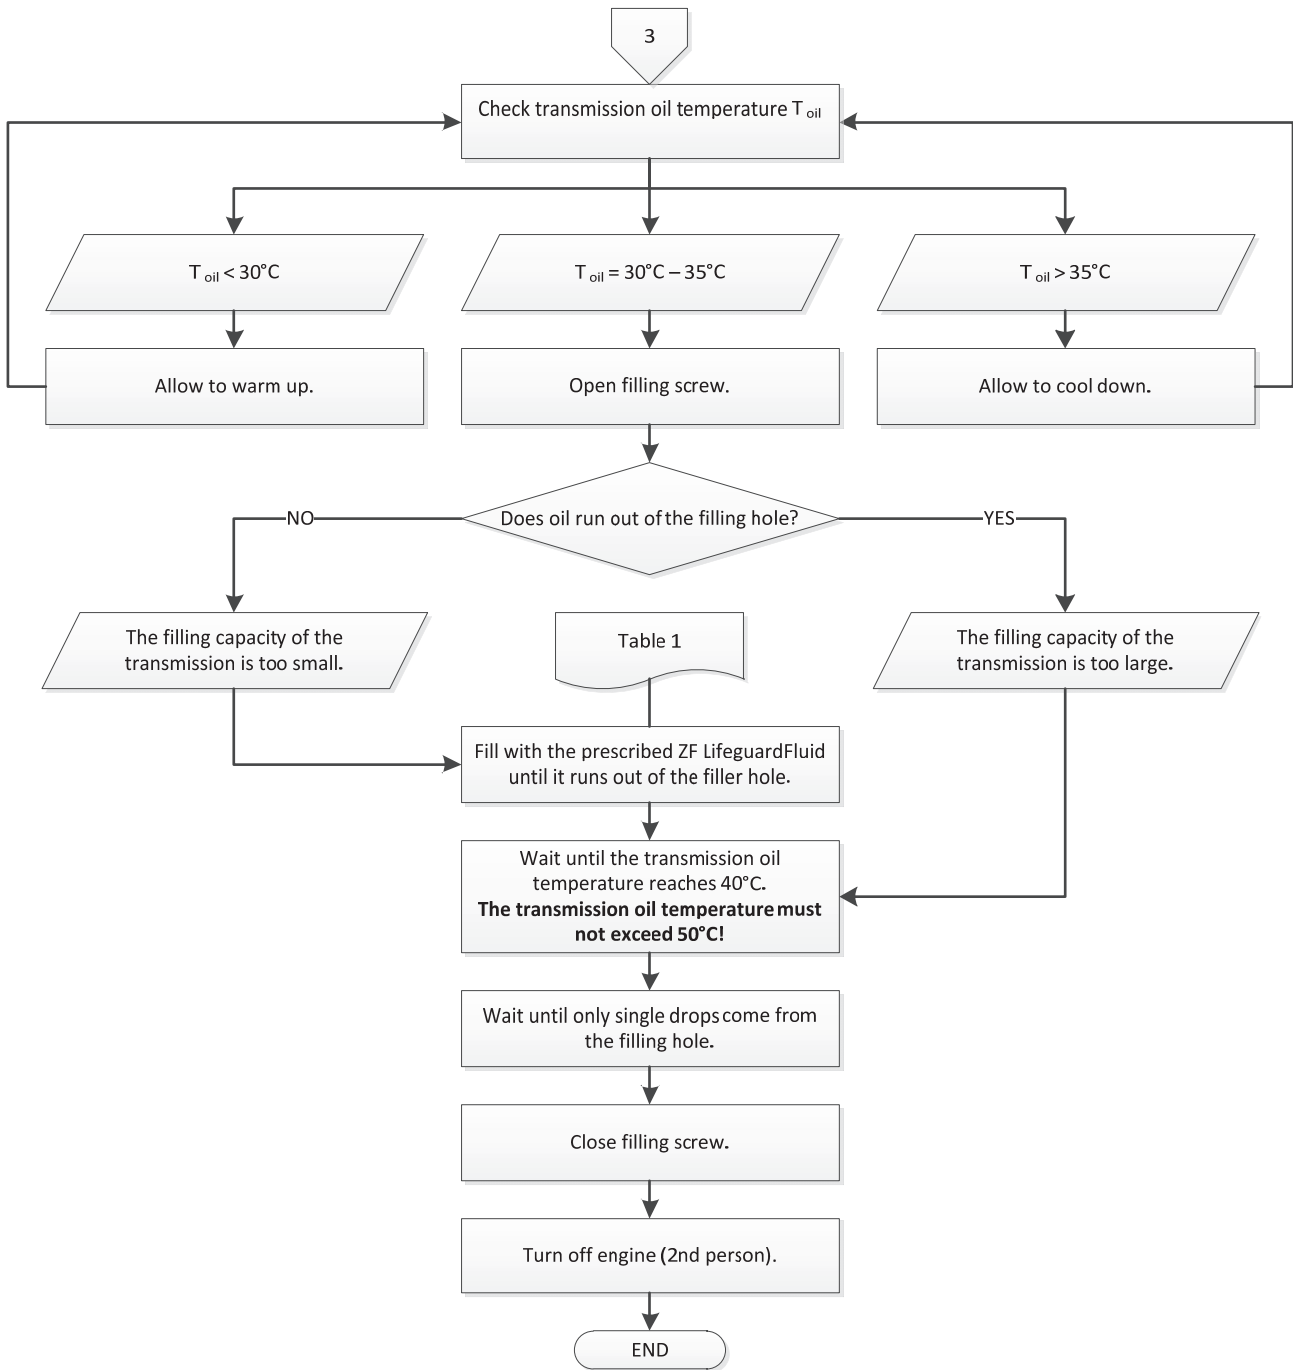 3
Check transmission oil temperature T oil
T oil < 30°C
T oil = 30°C – 35°C
T oil > 35°C
Allow to warm up.
Open filling screw.
Allow to cool down.
Does oil run out of the filling hole?
NO
YES
The filling capacity of the
transmission is too small.
Table 1
The filling capacity of the
transmission is too large.
Fill with the prescribed ZF LifeguardFluid
until it runs out of the filler hole.
Wait until the transmission oil
temperature reaches 40°C.
The transmission oil temperature must
not exceed 50°C!
Wait until only single drops come from
the filling hole.
Close filling screw.
Turn off engine (2nd person).
END